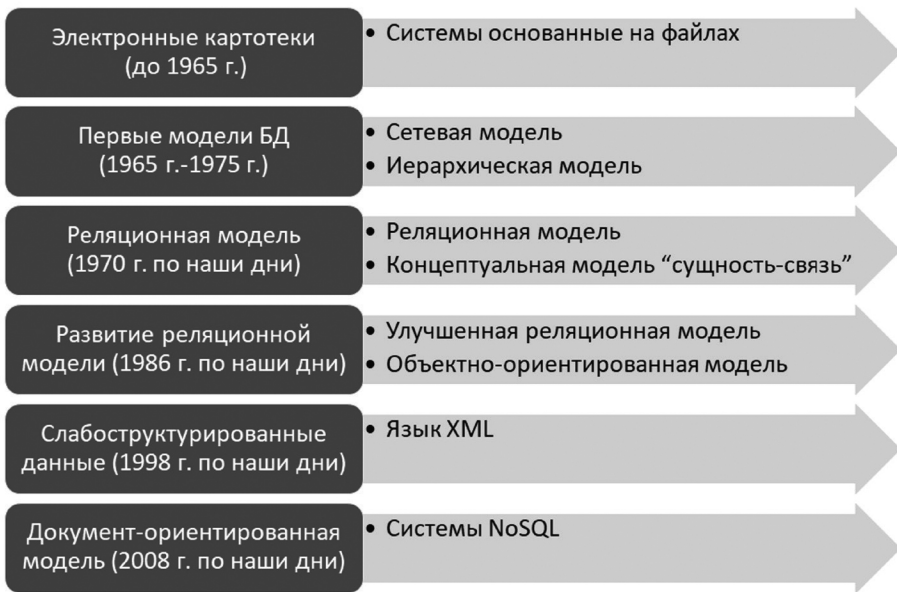 Электронные картотеки
(до 1965 г.)
• Системы основанные на файлах
Первые модели БД
(1965 г.-1975 г.)
• Сетевая модель
• Иерархическая модель
Реляционная модель
(1970 г. по наши дни)
• Реляционная модель
• Концептуальная модель “сущность-связь”
Развитие реляционной
модели (1986 г. по наши дни)
• Улучшенная реляционная модель
• Объектно-ориентированная модель
Слабоструктурированные
данные (1998 г. по наши дни)
• Язык XML
Документ-ориентированная
модель (2008 г. по наши дни)
• Системы NoSQL